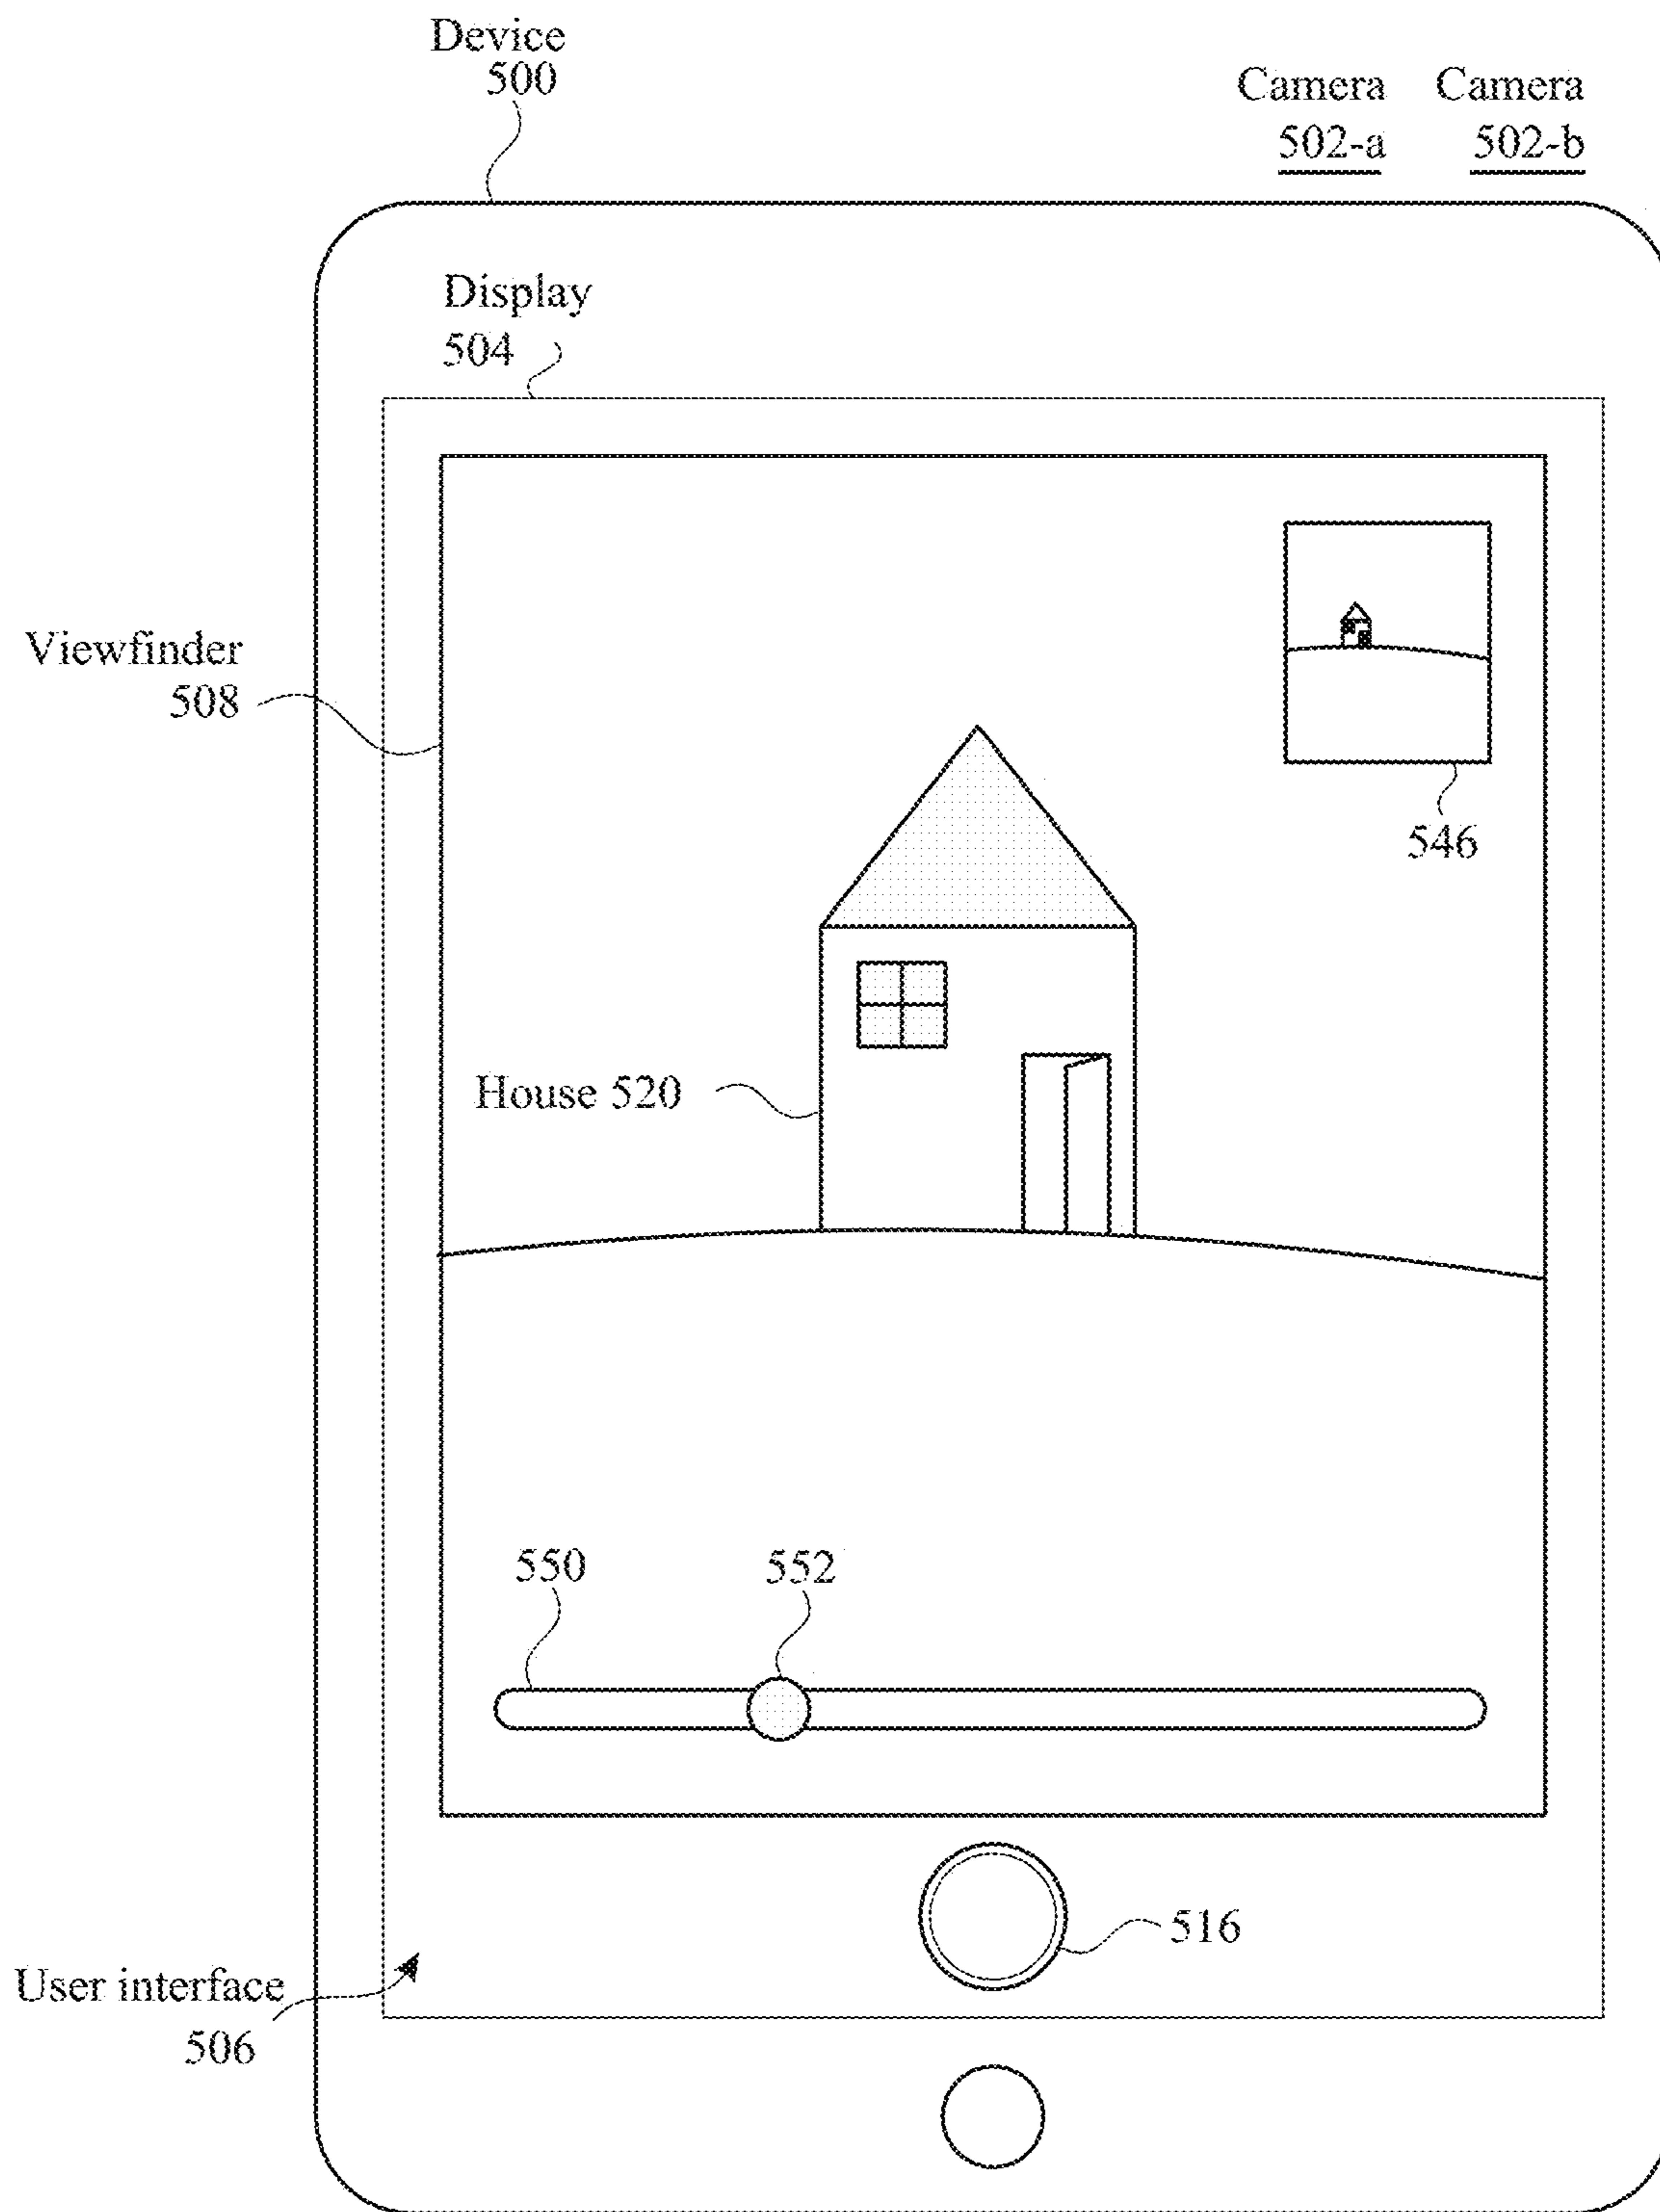 Device
500
Camera Camera
502-a 502-b
Display
504
Viewfinder
508
546
House 520
550 552
516
User interface
506